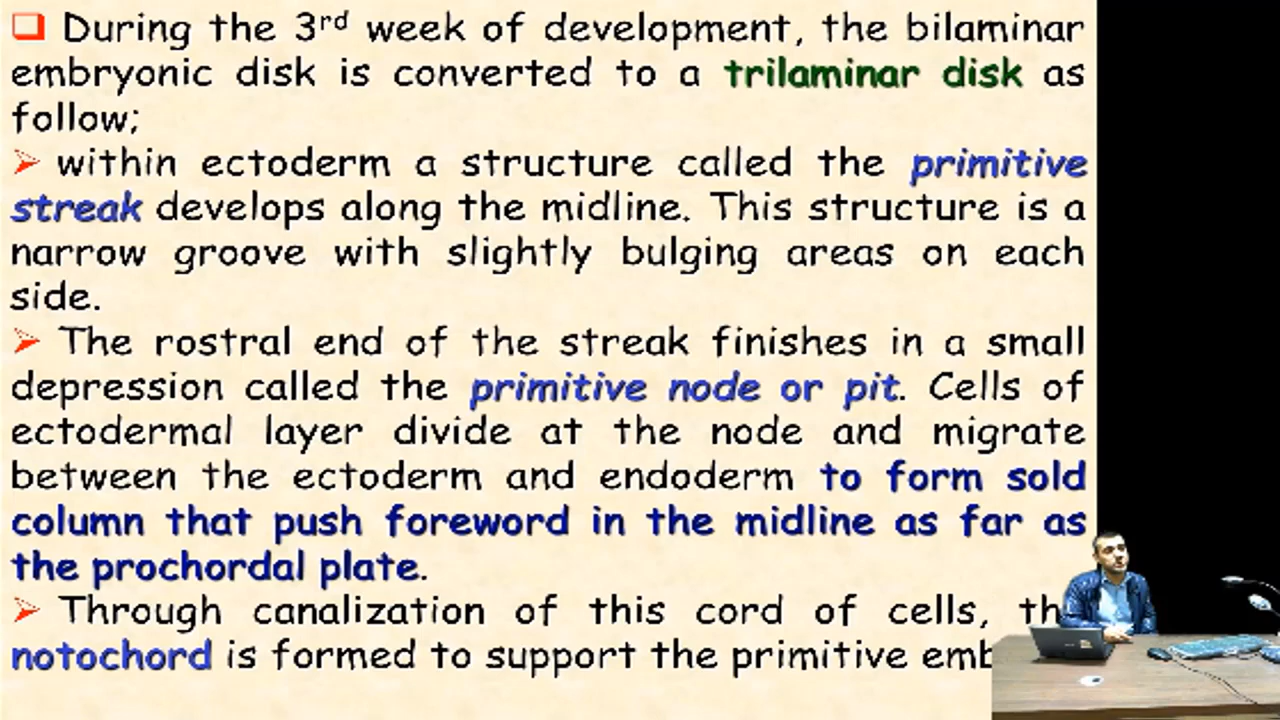 During the 3rd week of development, the bilaminar
embryonic disk is converted to a trilaminar disk as
follow;
within ectoderm a structure called the primitive
streak develops along the midline. This structure is a
narrow groove with slightly bulging areas on each
side.
The rostral end of the streak finishes in a small
depression called the primitive node or pit. Cells of
ectodermal layer divide at the node and migrate
between the ectoderm and endoderm to form sold
column that push foreword in the midline as far as
the prochordal plate.
Through canalization of this cord of cells, th
notochord is formed to support the primitive emb